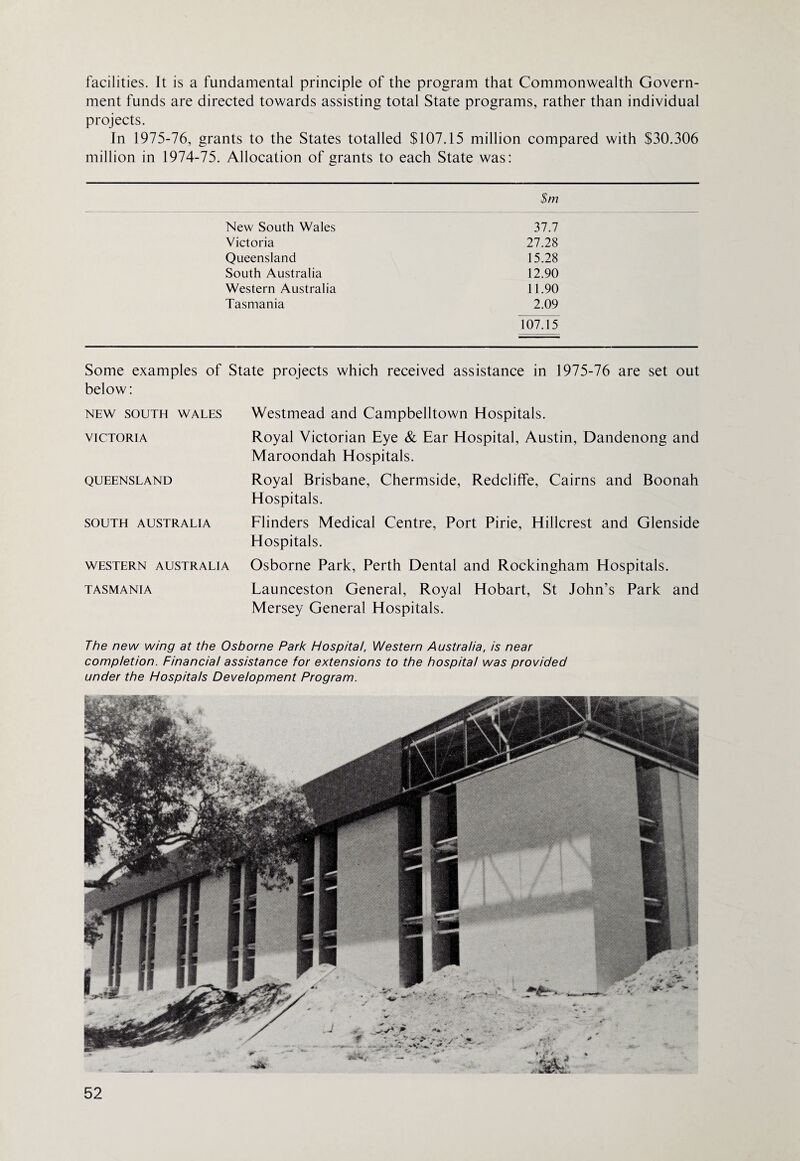 facilities. It is a fundamental principle of the program that Commonwealth Govern-
ment funds are directed towards assisting total State programs, rather than individual
projects.
In 1975-76, grants to the States totalled $107.15 million compared with $30.306
million in 1974-75. Allocation of grants to each State was:
$m
New South Wales 37.7
Victoria 27.28
Queensland 15.28
South Australia 12.90
Western Australia 11.90
Tasmania 2.09
107.15
Some examples of State projects which received assistance in 1975-76 are set out
below:
NEW SOUTH WALES Westmead and Campbelltown Hospitals.
VICTORIA Royal Victorian Eye & Ear Hospital, Austin, Dandenong and
Maroondah Hospitals.
QUEENSLAND Royal Brisbane, Chermside, Redcliffe, Cairns and Boonah
Hospitals.
SOUTH AUSTRALIA Flinders Medical Centre, Port Pirie, Hillcrest and Glenside
Hospitals.
WESTERN AUSTRALIA Osborne Park, Perth Dental and Rockingham Hospitals.
TASMANIA Launceston General, Royal Hobart, St John's Park and
Mersey General Hospitals.
The new wing at the Osborne Park Hospital, Western Australia, is near
completion. Financial assistance for extensions to the hospital was provided
under the Hospitals Development Program.
52